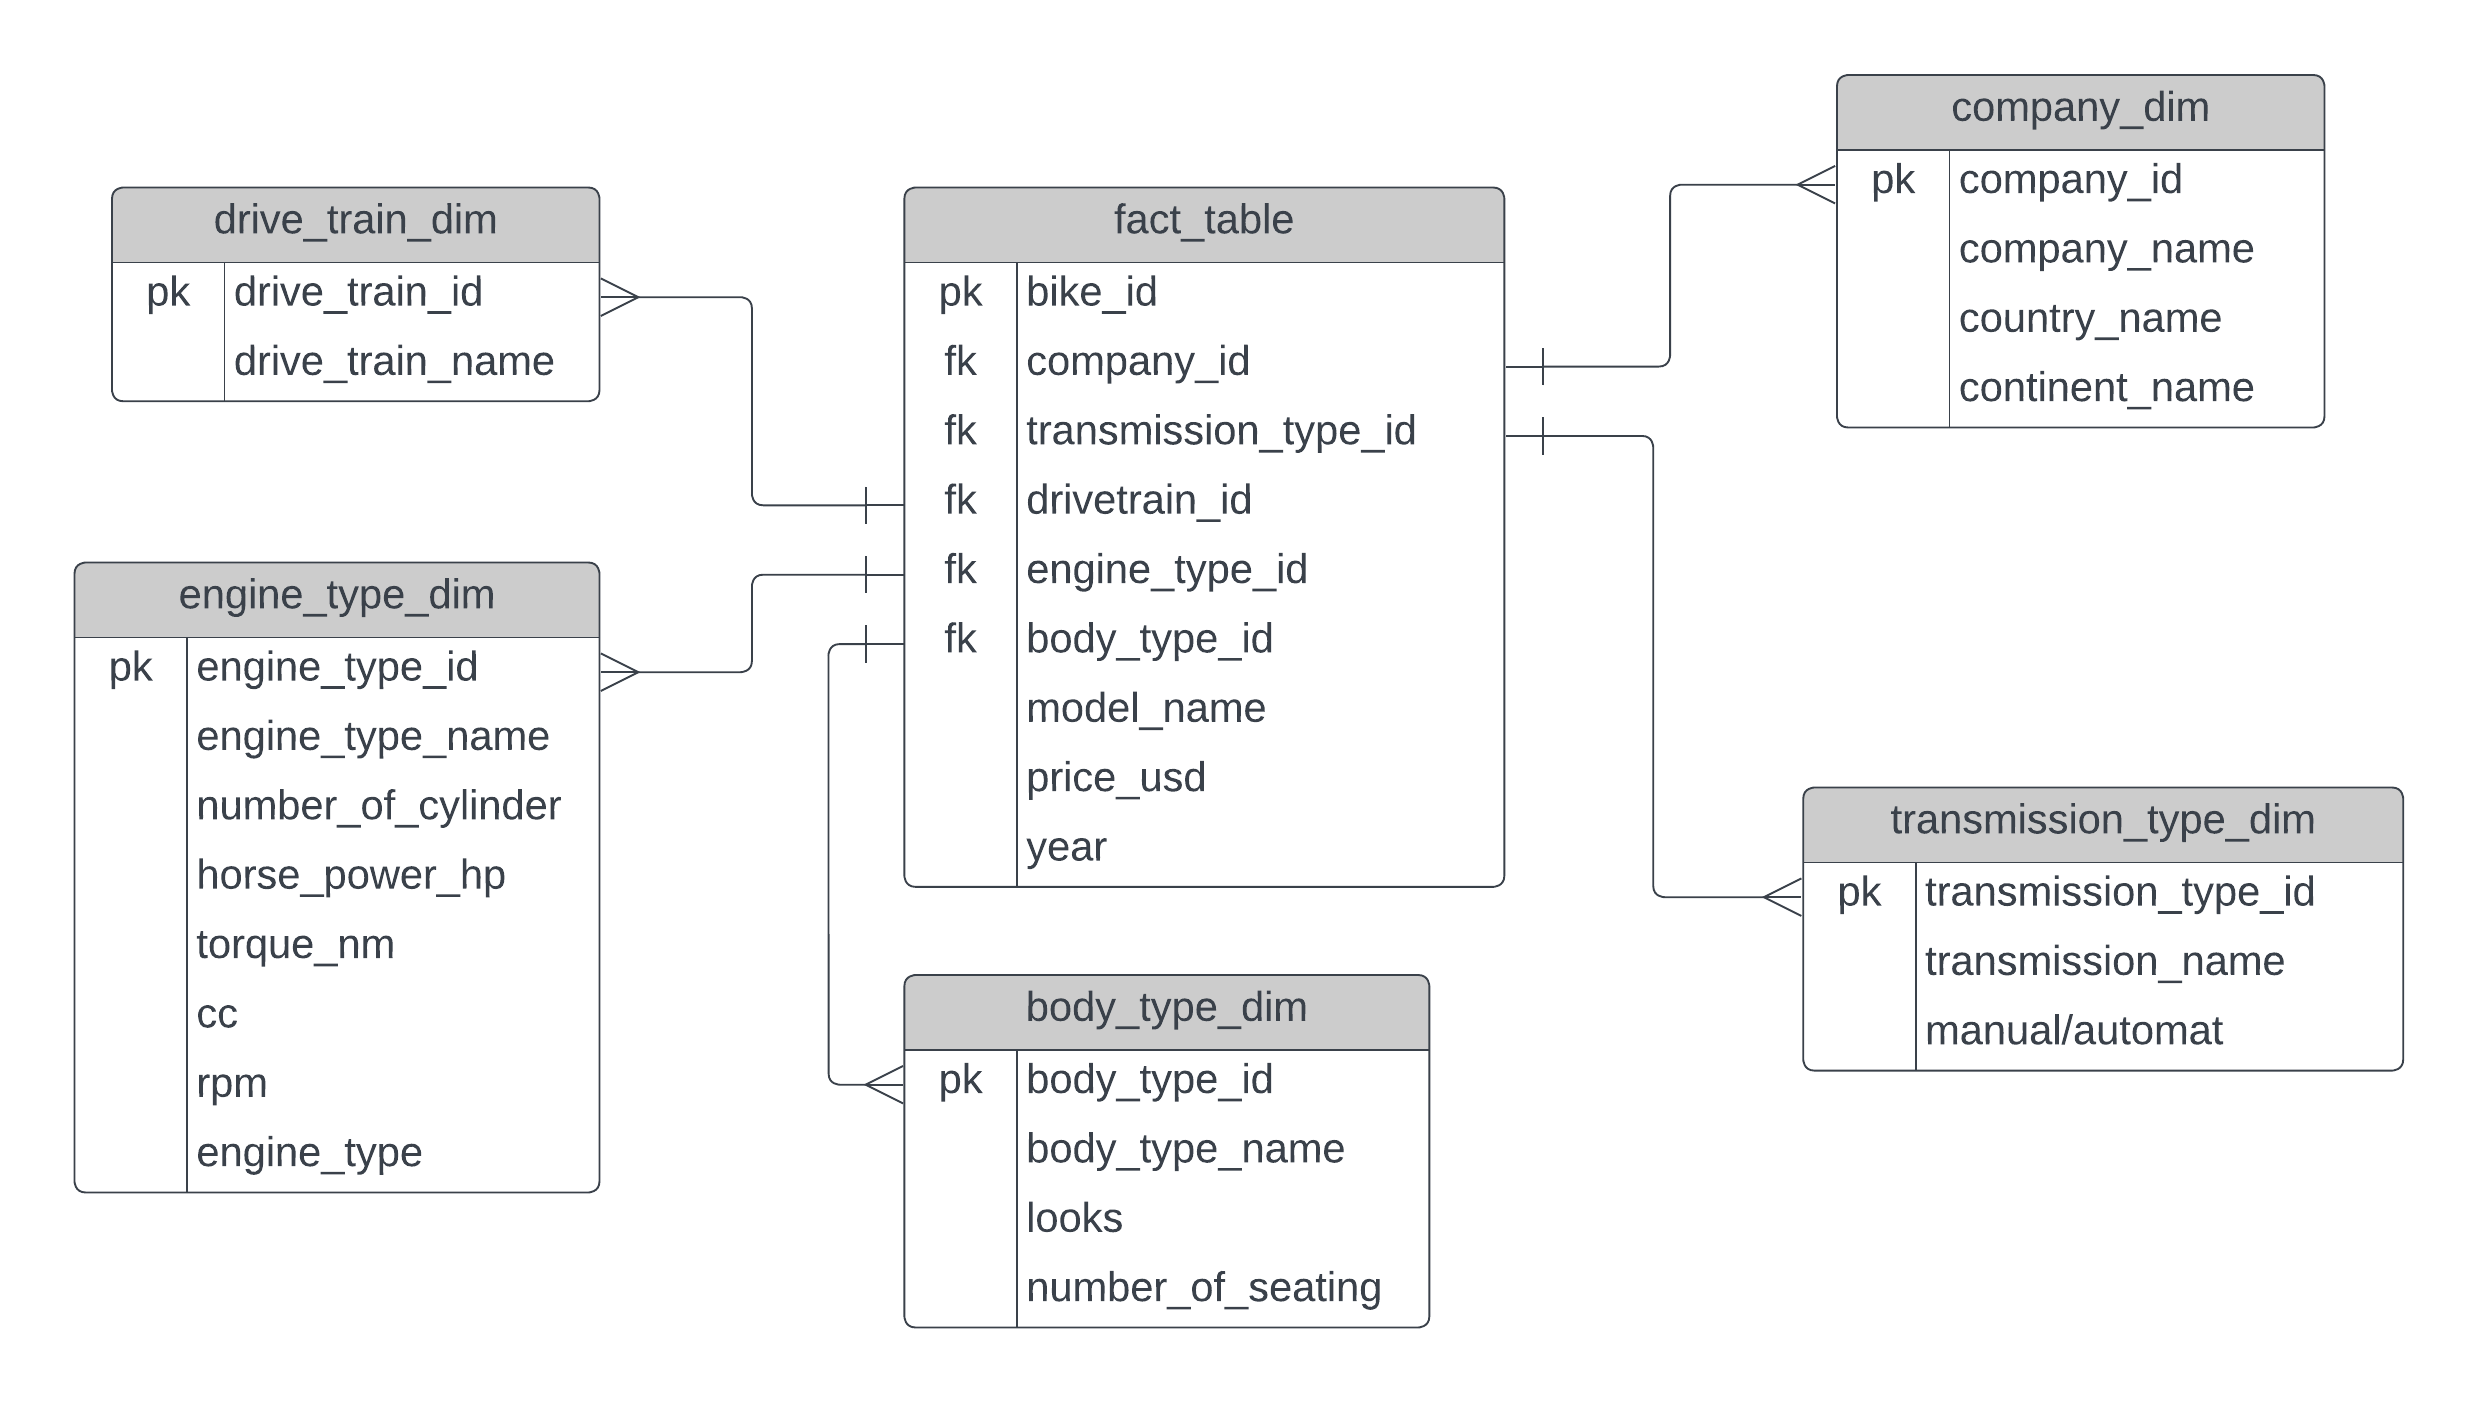 drive_train_dim
pk drive_train_id
drive_train_name
engine_type_dim
pk engine_type_id
engine_type_name
number_of_cylinder
horse_power_hp
torque_nm
cc
rpm
engine_type
fact_table
pk bike_id
fk company_id
fk transmission_type_id
fk drivetrain_id
fk engine_type_id
fk body_type_id
model_name
price_usd
year
body_type_dim
pk body_type_id
body_type_name
looks
number_of_seating
company_dim
pk company_id
company_name
country_name
continent_name
transmission_type_dim
pk transmission_type_id
transmission_name
manual/automat